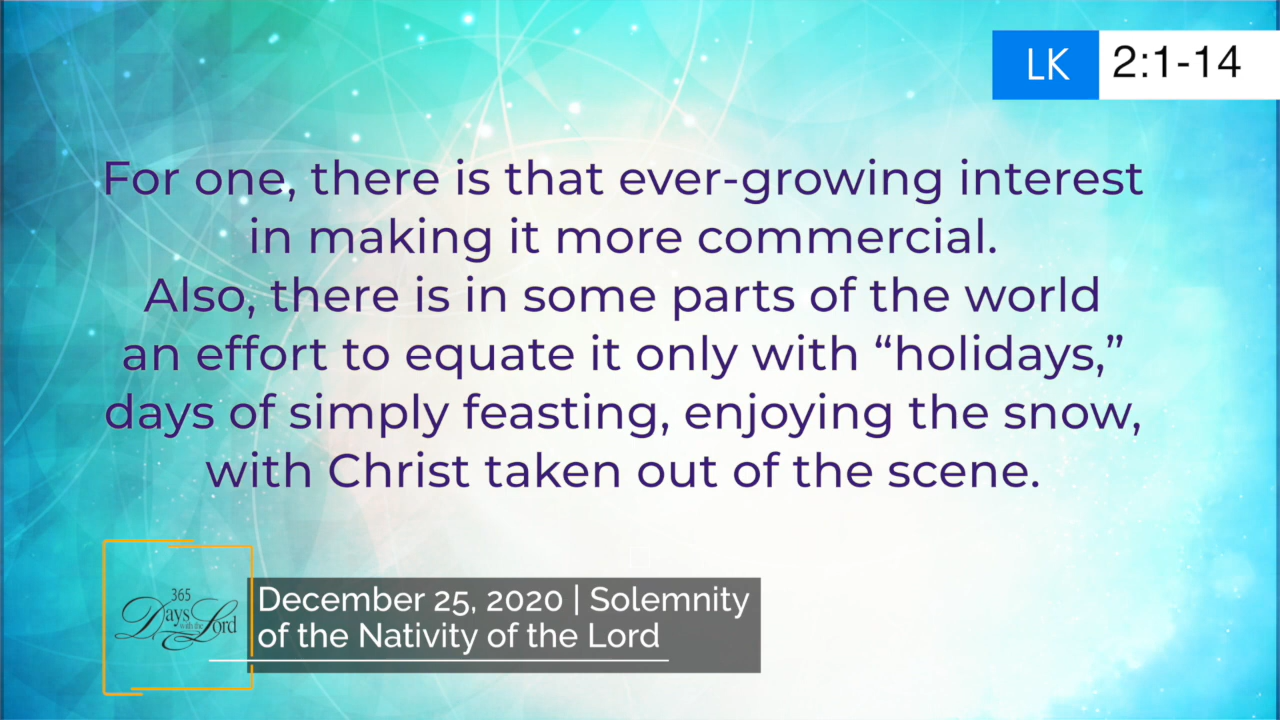 LK 2:1-14
For one, there is that ever-growing interest
in making it more commercial.
Also, there is in some parts of the world
an effort to equate it only with “holidays,”
days of simply feasting, enjoying the snow,
with Christ taken out of the scene.
365
Days with the Lord
December 25, 2020 | Solemnity
of the Nativity of the Lord